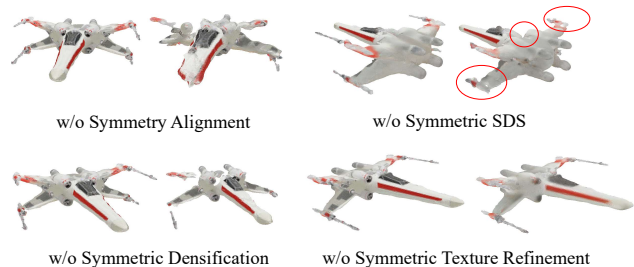 w/o Symmetry Alignment
w/o Symmetric SDS
w/o Symmetric Densification
w/o Symmetric Texture Refinement